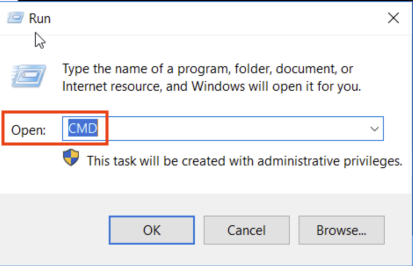 Run
Type the name of a program, folder, document, or
Internet resource, and Windows will open it for you.
Open: CMD
This task will be created with administrative privileges.
OK Cancel Browse...